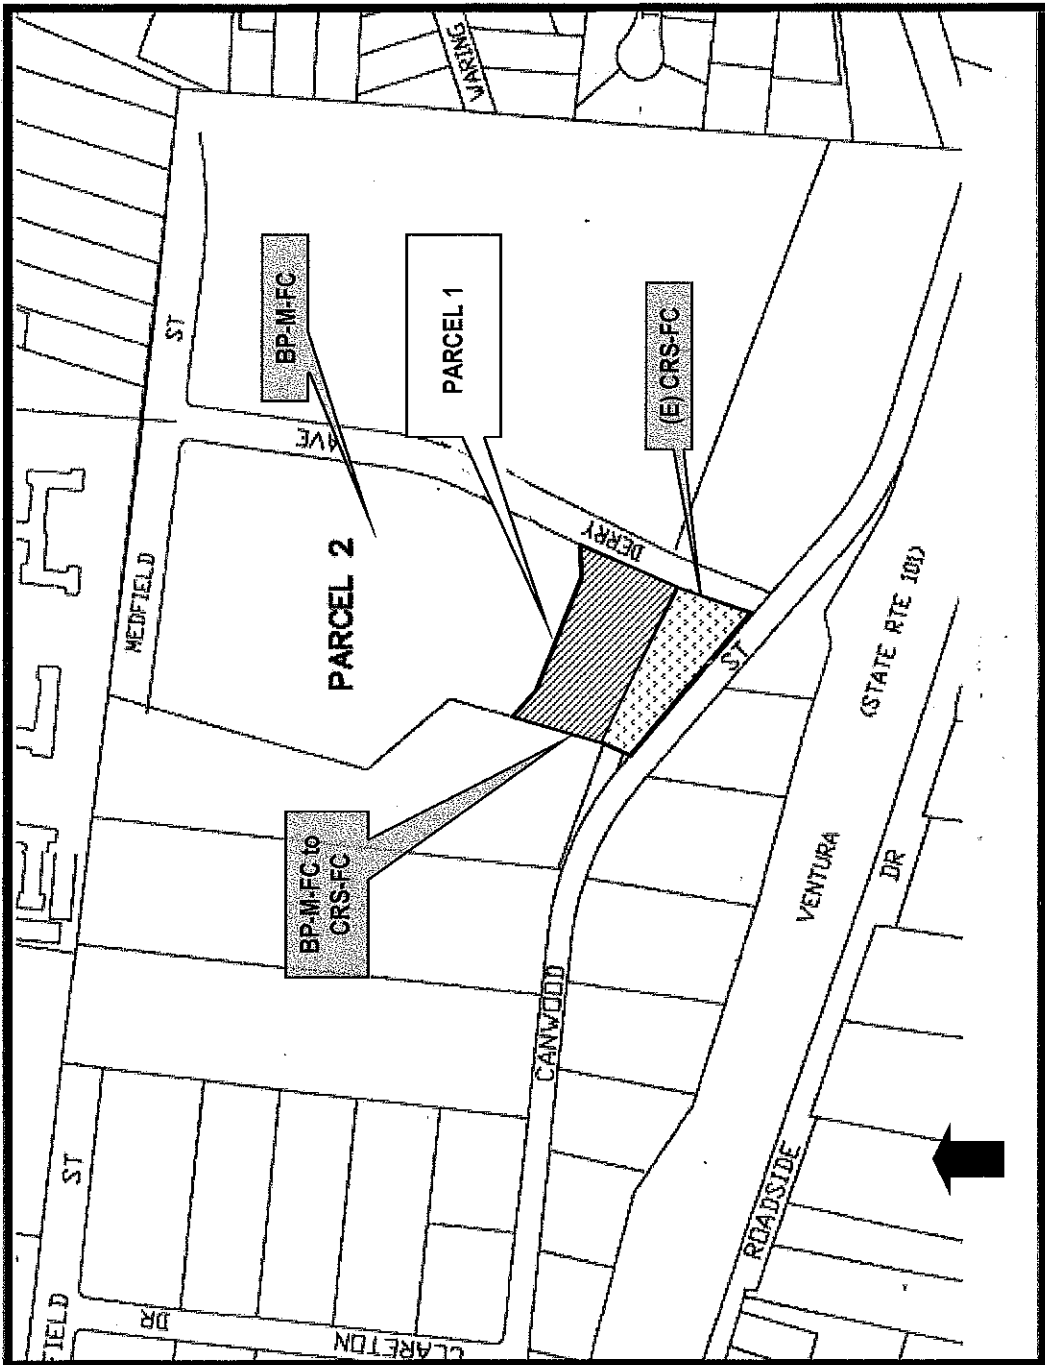 WARING
ST
BP-M-FC
PARCEL 1
(E) CRS-FC
AVE
DERRY
MEDFIELD
PARCEL 2
ST
(STATE RTE 101)
BP-M-FC to
CRS-FC
VENTURA
DR
CANWOOD
ST
ROADSIDE
FIELD
DR
CLARETON